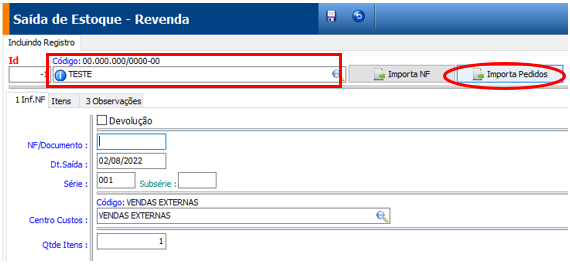 Saída de Estoque - Revenda
Incluindo Registro
Id Código: 00.000.000/0000-00
-1 TESTE Importa NF Importa Pedidos
1 Inf.NF Itens 3 Observações
Devolução
NF/Documento :
Dt.Saída : 02/08/2022
Série : 001 Subsérie :
Código: VENDAS EXTERNAS
Centro Custos : VENDAS EXTERNAS
Qtde Itens : 1